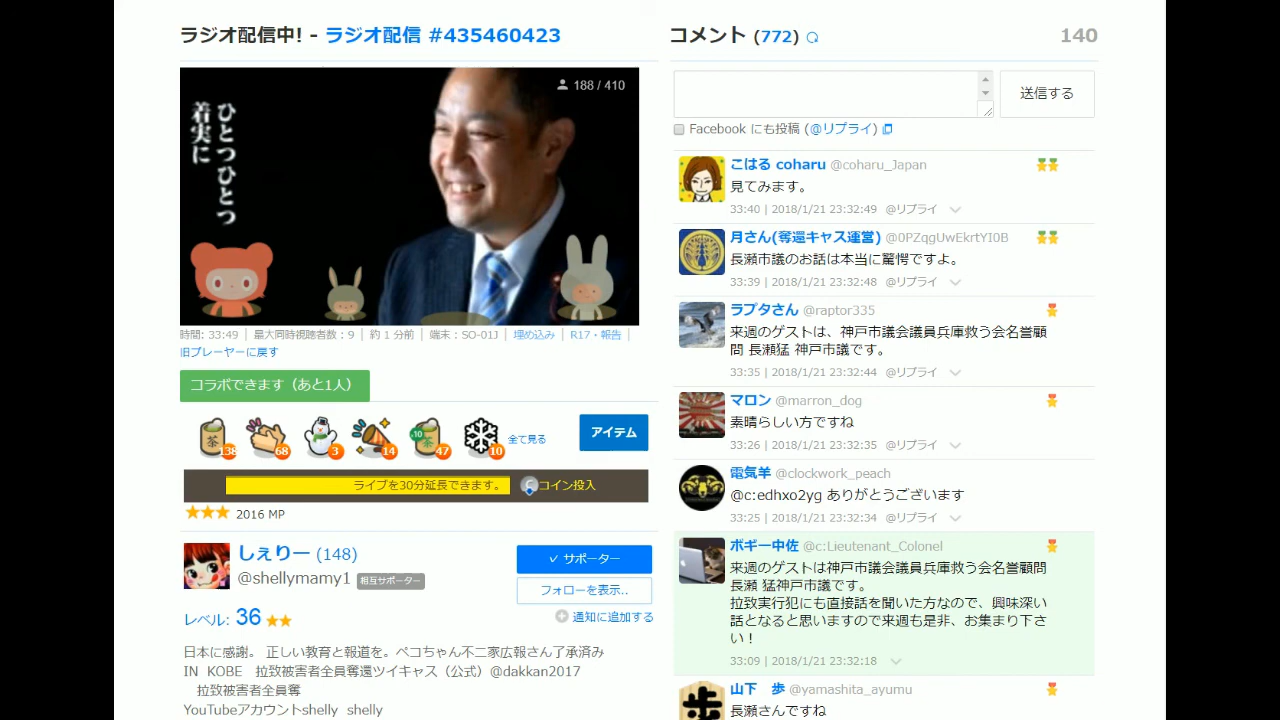 ラジオ配信中! - ラジオ配信 #435460423
188 / 410
ひとつひとつ
着実に
時間: 33:49 | 最大同時視聴者数 : 9 | 約 1 分前 | 端末 : SO-01J | 埋め込み | R17・報告 |
旧プレーヤーに戻す
コラボできます（あと1人）
茶 138
68
3
14
+10 茶 47
10
全て見る
アイテム
ライブを30分延長できます。
C コイン投入
2016 MP
しぇりー (148)
@shellymamy1 相互サポーター
✓ サポーター
フォローを表示..
レベル: 36
通知に追加する
日本に感謝。 正しい教育と報道を。ペコちゃん不二家広報さん了承済み
IN KOBE 拉致被害者全員奪還ツイキャス（公式）@dakkan2017
拉致被害者全員奪
YouTubeアカウントshelly shelly
コメント (772)
140
送信する
Facebook にも投稿 (@リプライ)
こはる coharu @coharu_Japan
見てみます。
33:40 | 2018/1/21 23:32:49 @リプライ
月さん(奪還キャス運営) @0PZqgUwEkrtYI0B
長瀬市議のお話は本当に驚愕ですよ。
33:39 | 2018/1/21 23:32:48 @リプライ
ラプタさん @raptor335
来週のゲストは、神戸市議会議員兵庫救う会名誉顧
問 長瀬猛 神戸市議です。
33:35 | 2018/1/21 23:32:44 @リプライ
マロン @marron_dog
素晴らしい方ですね
33:26 | 2018/1/21 23:32:35 @リプライ
電気羊 @clockwork_peach
@c:edhxo2yg ありがとうございます
33:25 | 2018/1/21 23:32:34 @リプライ
ボギー中佐 @c:Lieutenant_Colonel
来週のゲストは神戸市議会議員兵庫救う会名誉顧問
長瀬 猛神戸市議です。
拉致実行犯にも直接話を聞いた方なので、興味深い
話となると思いますので来週も是非、お集まり下さ
い！
33:09 | 2018/1/21 23:32:18
歩
山下 歩 @yamashita_ayumu
長瀬さんですね